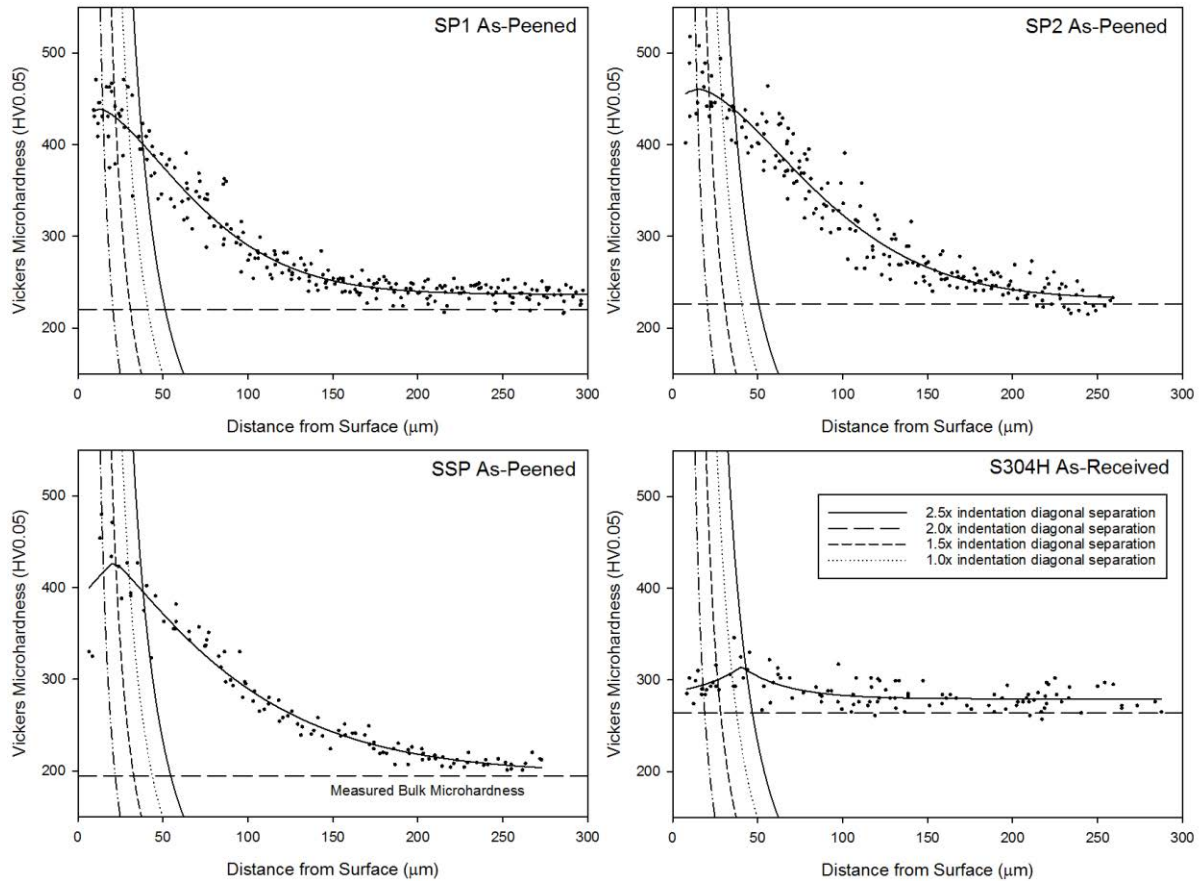 SP1 As-Peened
500
400
300
200
Vickers Microhardness (HV0.05)
0 50 100 150 200 250 300
Distance from Surface (μm)
SP2 As-Peened
500
400
300
200
Vickers Microhardness (HV0.05)
0 50 100 150 200 250 300
Distance from Surface (μm)
SSP As-Peened
500
400
300
200
Vickers Microhardness (HV0.05)
Measured Bulk Microhardness
0 50 100 150 200 250 300
Distance from Surface (μm)
S304H As-Received
2.5x indentation diagonal separation
2.0x indentation diagonal separation
1.5x indentation diagonal separation
1.0x indentation diagonal separation
500
400
300
200
Vickers Microhardness (HV0.05)
0 50 100 150 200 250 300
Distance from Surface (μm)